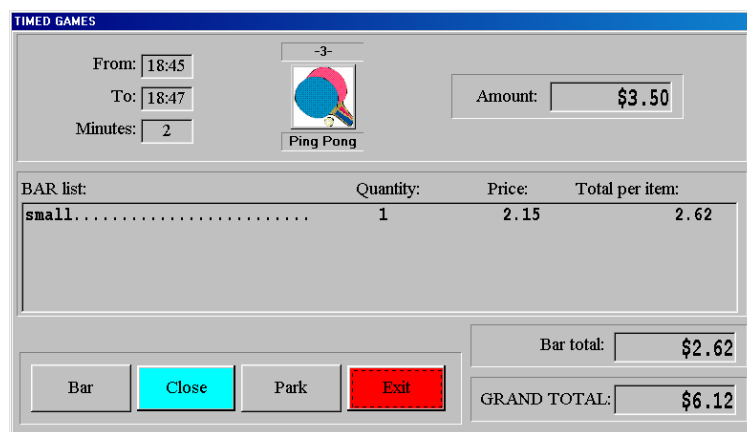 TIMED GAMES
From: 18:45
To: 18:47
Minutes: 2
-3-
Ping Pong
Amount: $3.50
BAR list: Quantity: Price: Total per item:
small......................... 1 2.15 2.62
Bar total: $2.62
Bar Close Park Exit
GRAND TOTAL: $6.12